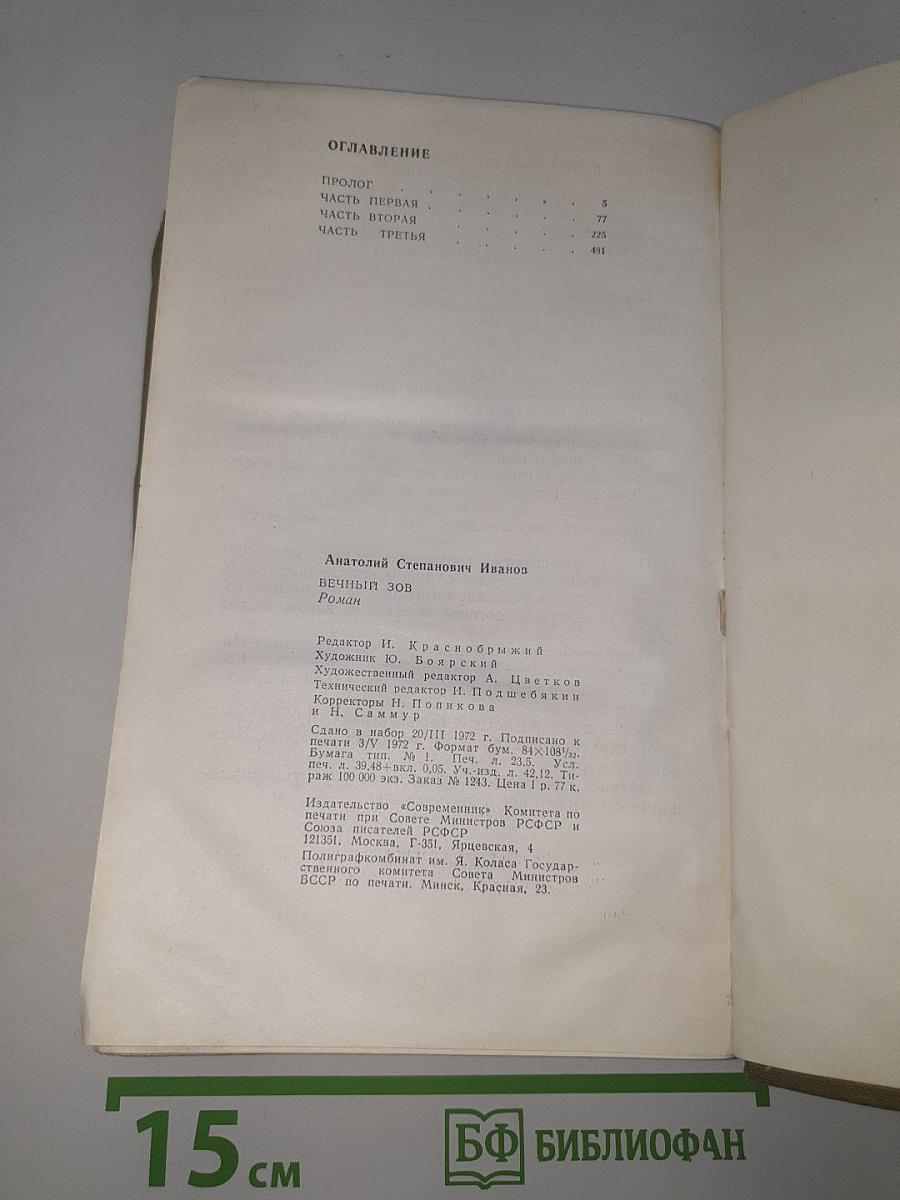 ОГЛАВЛЕНИЕ
ПРОЛОГ . . . . . . 5
ЧАСТЬ ПЕРВАЯ . . . . . 77
ЧАСТЬ ВТОРАЯ . . . . 225
ЧАСТЬ ТРЕТЬЯ . . . . . 481
Анатолий Степанович Иванов
ВЕЧНЫЙ ЗОВ
Роман
Редактор И. Краснобрыжий
Художник Ю. Боярский
Художественный редактор А. Цветков
Технический редактор И. Подшебякин
Корректоры Н. Попикова
и Н. Саммур
Сдано в набор 20/III 1972 г. Подписано к
печати 3/V 1972 г. Формат бум. 84×108¹/₃₂.
Бумага тип. № 1. Печ. л. 23,5. Усл.
печ. л. 39,48+вкл. 0,05. Уч.-изд. л. 42,12. Ти-
раж 100 000 экз. Заказ № 1243. Цена 1 р. 77 к.
Издательство «Современник» Комитета по
печати при Совете Министров РСФСР и
Союза писателей РСФСР
121351, Москва, Г-351, Ярцевская, 4
Полиграфкомбинат им. Я. Коласа Государ-
ственного комитета Совета Министров
БССР по печати. Минск, Красная, 23.
15 см
БФ БИБЛИОФАН